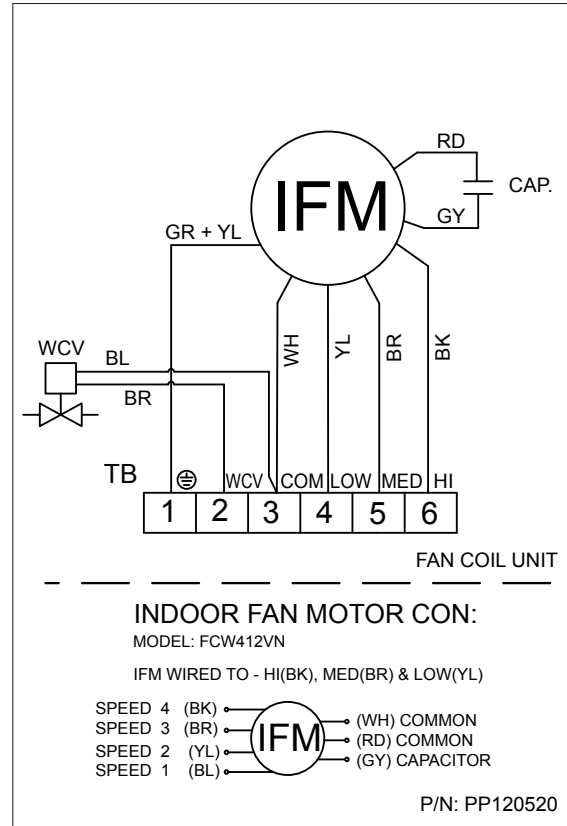 RD
IFM
CAP.
GY
GR + YL
WH
YL
BR
BK
WCV
BL
BR
TB
WCV COM LOW MED HI
1 2 3 4 5 6
FAN COIL UNIT
INDOOR FAN MOTOR CON:
MODEL: FCW412VN
IFM WIRED TO - HI(BK), MED(BR) & LOW(YL)
SPEED 4 (BK)
SPEED 3 (BR)
SPEED 2 (YL)
SPEED 1 (BL)
IFM
(WH) COMMON
(RD) COMMON
(GY) CAPACITOR
P/N: PP120520